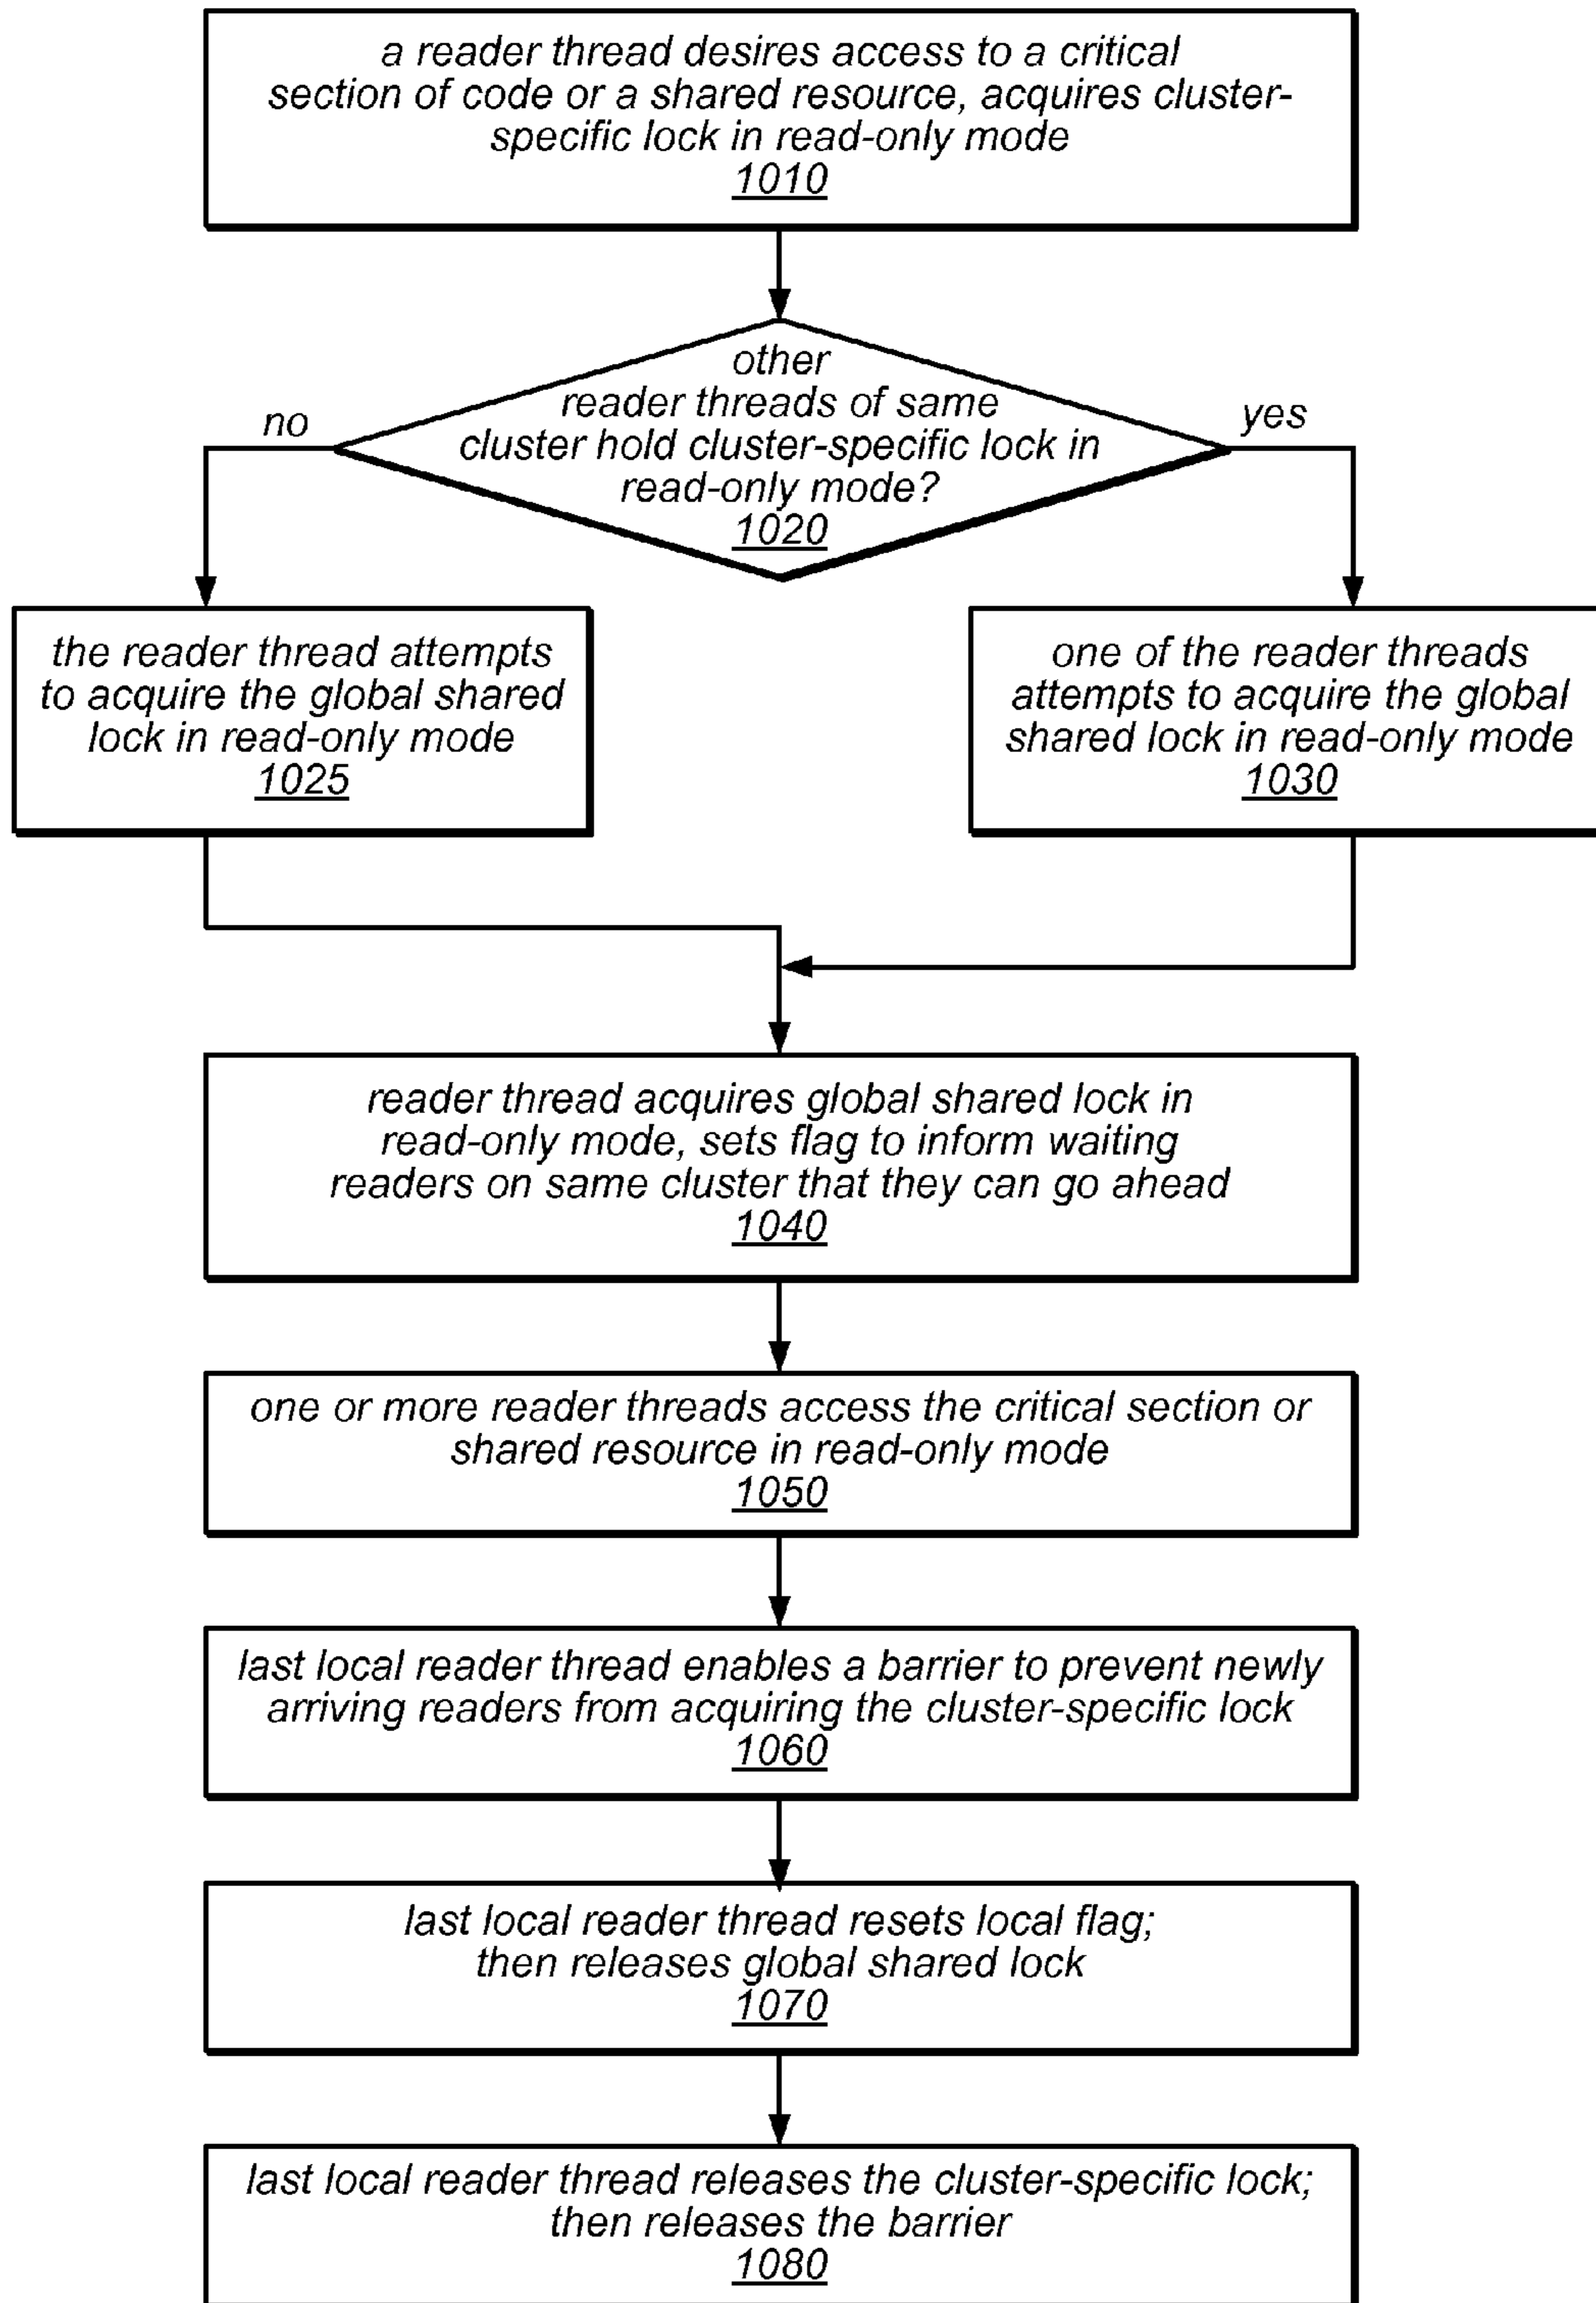 a reader thread desires access to a critical
section of code or a shared resource, acquires cluster-
specific lock in read-only mode
1010
other
reader threads of same
cluster hold cluster-specific lock in
read-only mode?
1020
no
yes
the reader thread attempts
to acquire the global shared
lock in read-only mode
1025
one of the reader threads
attempts to acquire the global
shared lock in read-only mode
1030
reader thread acquires global shared lock in
read-only mode, sets flag to inform waiting
readers on same cluster that they can go ahead
1040
one or more reader threads access the critical section or
shared resource in read-only mode
1050
last local reader thread enables a barrier to prevent newly
arriving readers from acquiring the cluster-specific lock
1060
last local reader thread resets local flag;
then releases global shared lock
1070
last local reader thread releases the cluster-specific lock;
then releases the barrier
1080